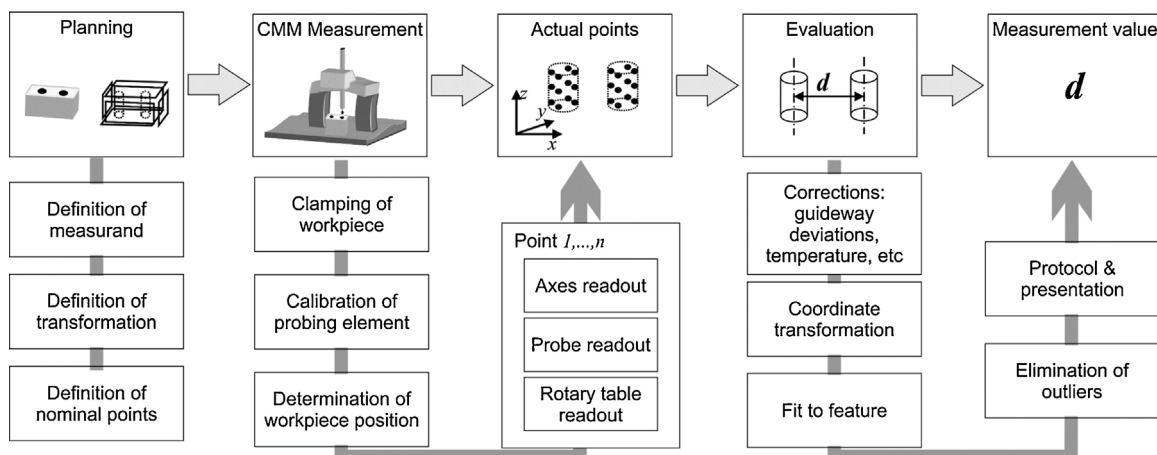 Planning
CMM Measurement
Actual points
Evaluation
Measurement value
z
y
x
d
d
Definition of
measurand
Definition of
transformation
Definition of
nominal points
Clamping of
workpiece
Calibration of
probing element
Determination of
workpiece position
Point 1,...,n
Axes readout
Probe readout
Rotary table
readout
Corrections:
guideway
deviations,
temperature, etc
Coordinate
transformation
Fit to feature
Protocol &
presentation
Elimination of
outliers